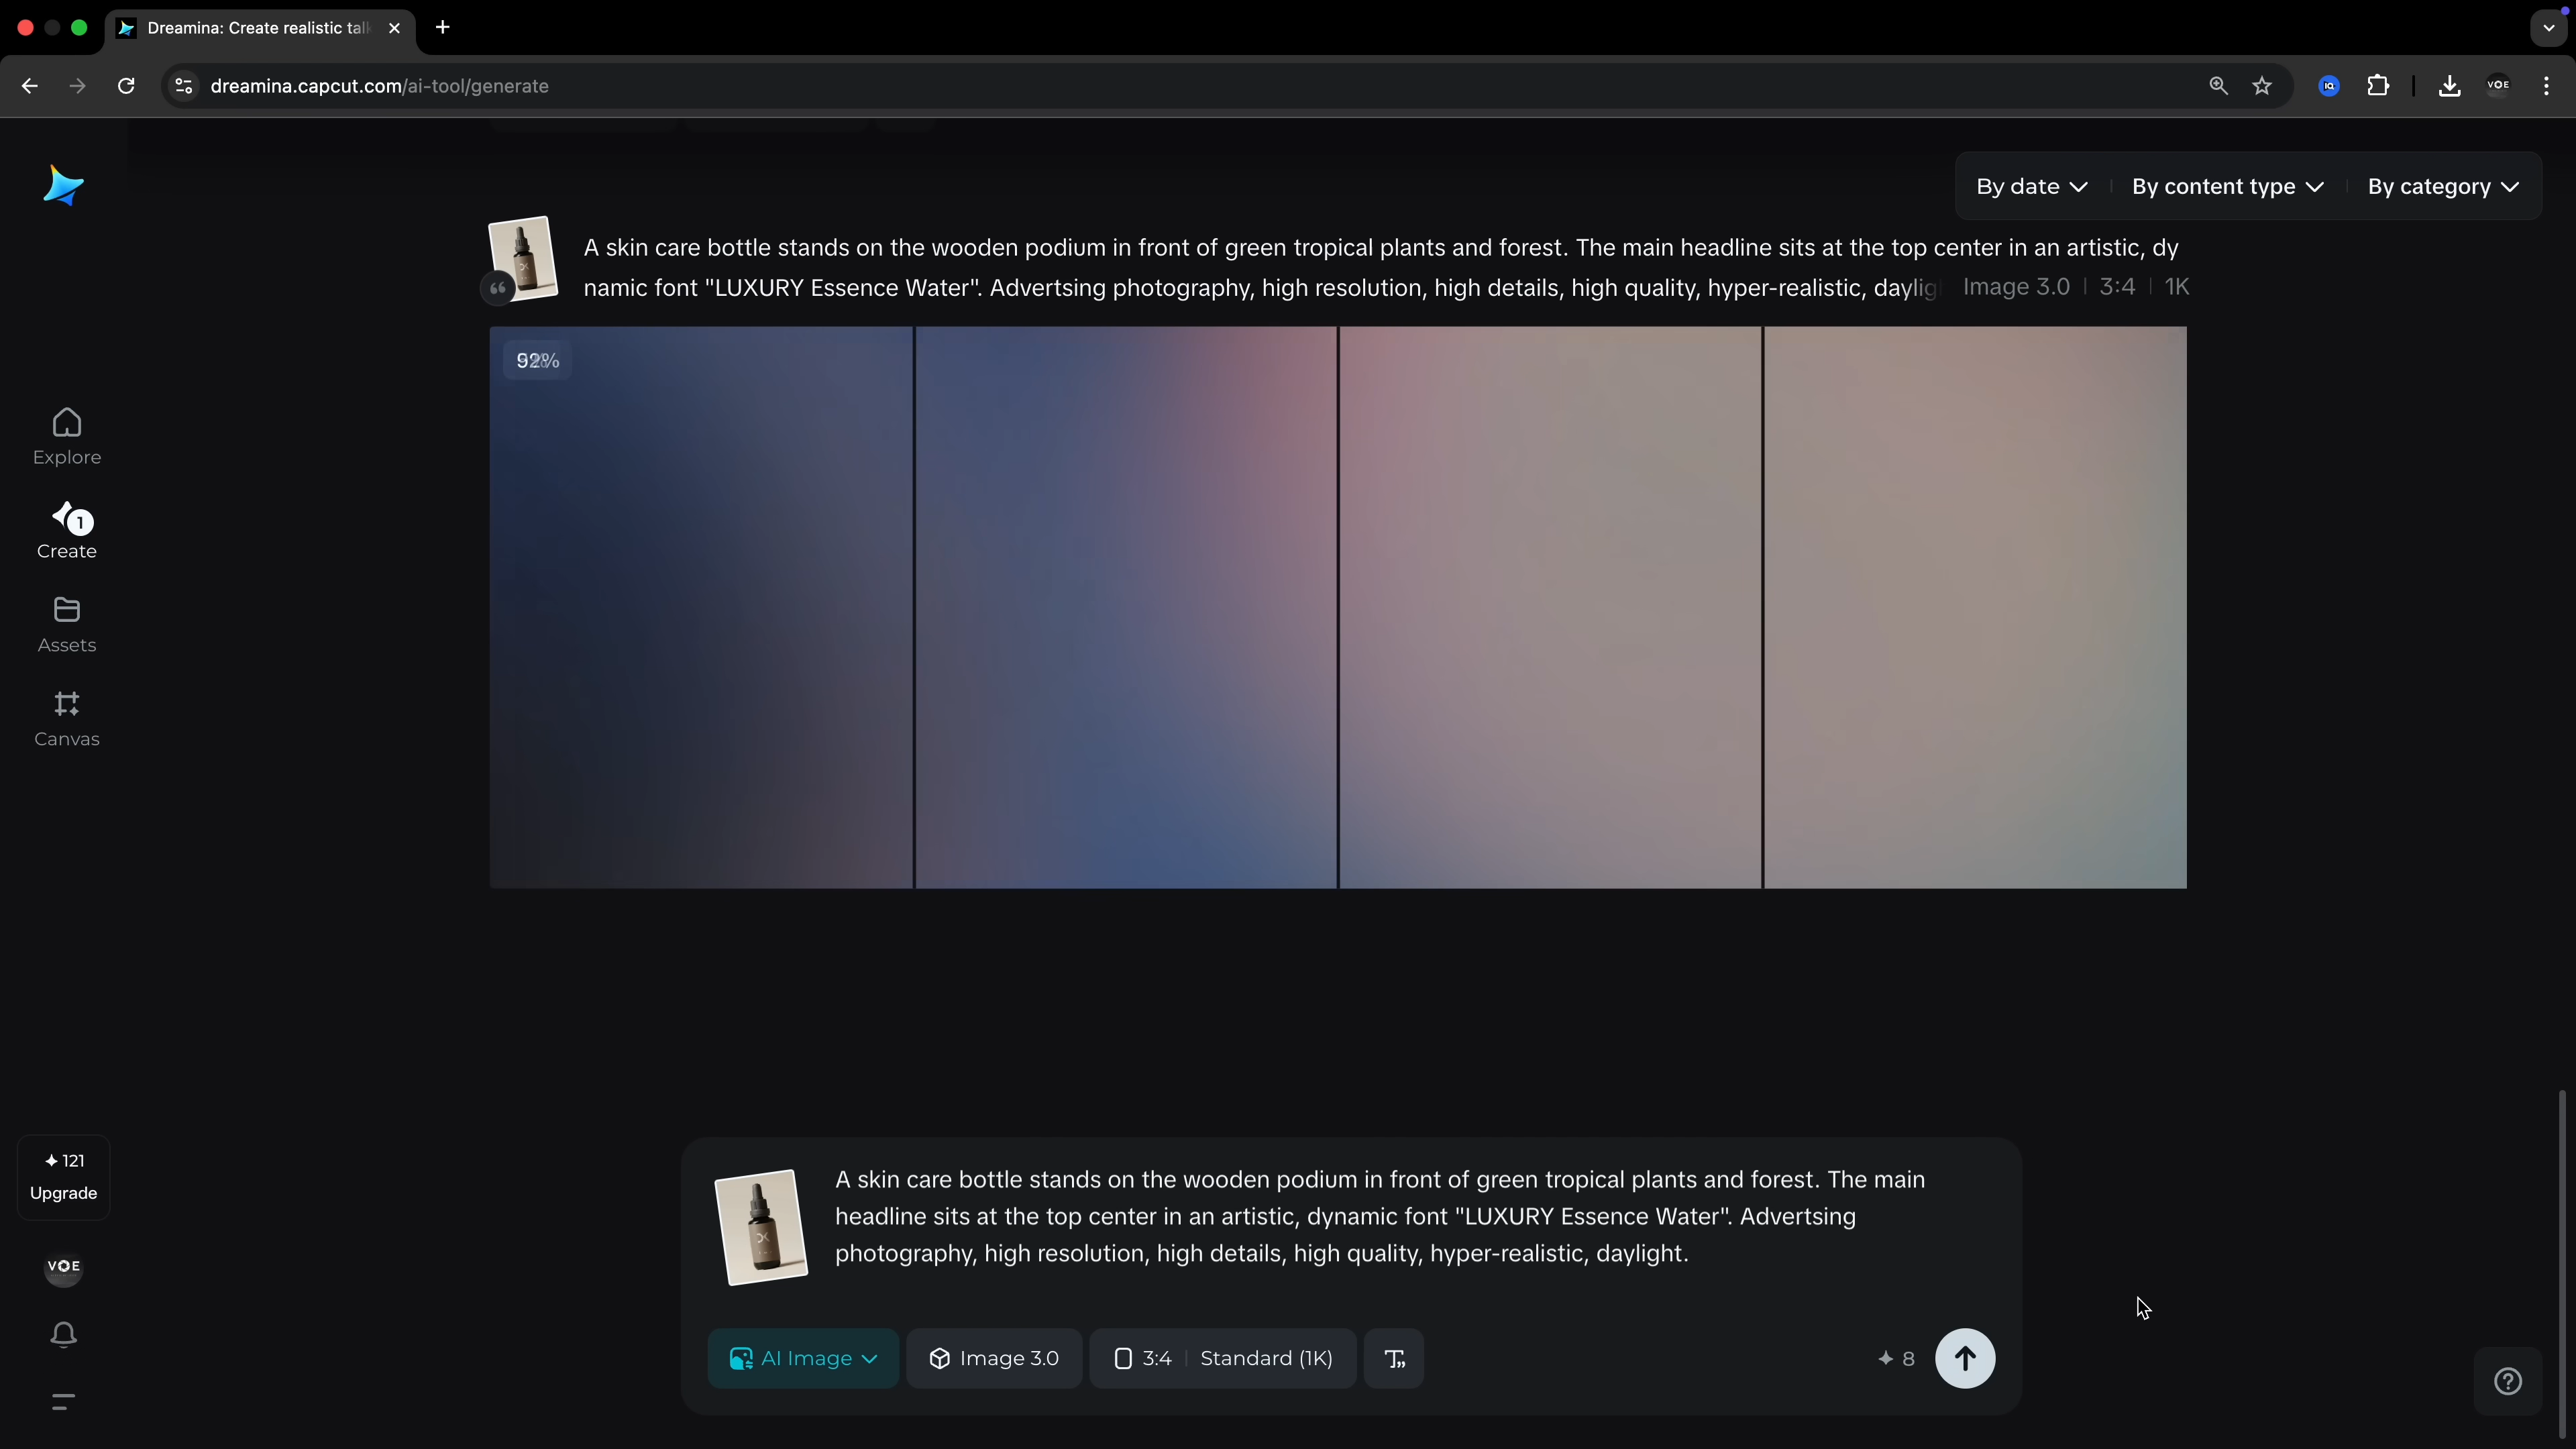 Dreamina: Create realistic talk
dreamina.capcut.com/ai-tool/generate
VOE
By date
By content type
By category
A skin care bottle stands on the wooden podium in front of green tropical plants and forest. The main headline sits at the top center in an artistic, dy
namic font "LUXURY Essence Water". Advertsing photography, high resolution, high details, high quality, hyper-realistic, daylig
Image 3.0 | 3:4 | 1K
Explore
1
Create
Assets
Canvas
121
Upgrade
VOE
A skin care bottle stands on the wooden podium in front of green tropical plants and forest. The main
headline sits at the top center in an artistic, dynamic font "LUXURY Essence Water". Advertsing
photography, high resolution, high details, high quality, hyper-realistic, daylight.
AI Image
Image 3.0
3:4 | Standard (1K)
8